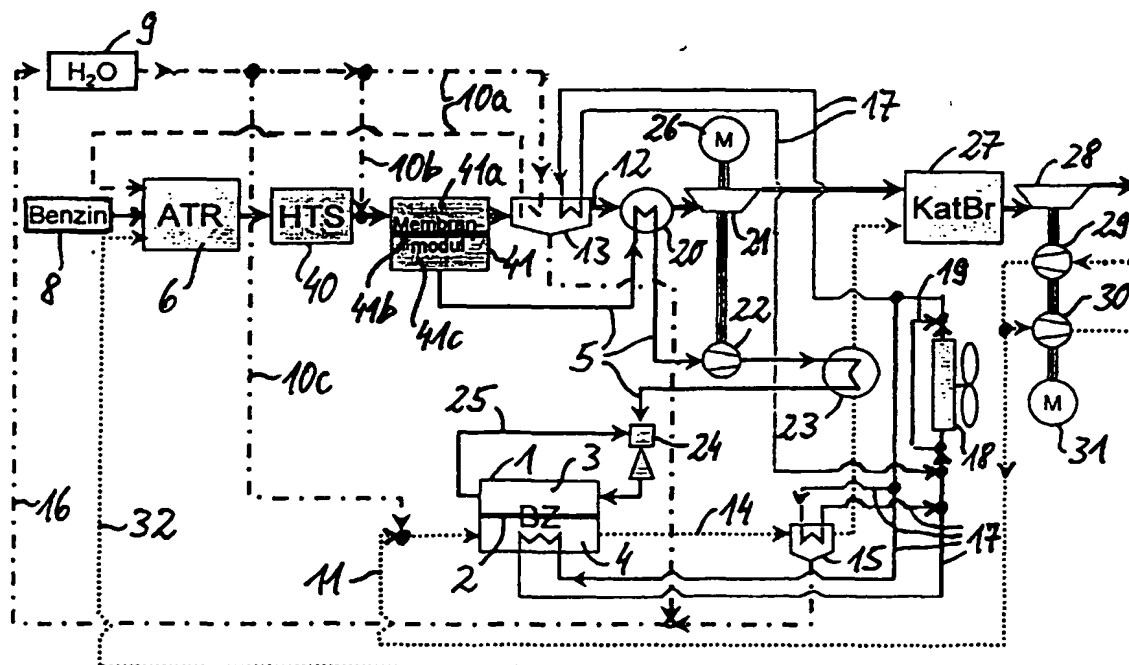 9
H₂O
10a
17
26
M
27
28
12
10b
41a
Benzin
ATR
HTS
Membran-
modul
KatBr
29
8
6
40
41b
41
13
20
21
41c
22
19
30
5
10c
23
M
18
31
25
24
1
3
16
32
BZ
14
17
11
2
4
15